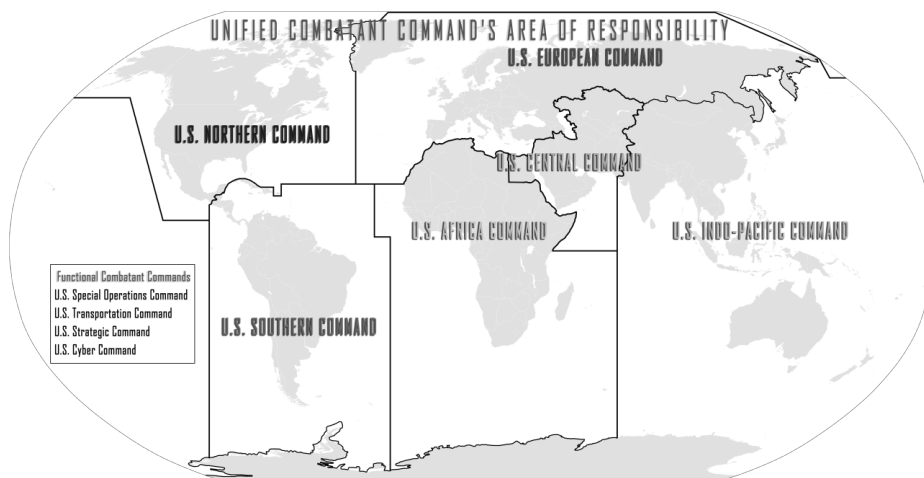 UNIFIED COMBATANT COMMAND'S AREA OF RESPONSIBILITY
U.S. EUROPEAN COMMAND
U.S. NORTHERN COMMAND
U.S. CENTRAL COMMAND
U.S. AFRICA COMMAND
U.S. INDO-PACIFIC COMMAND
U.S. SOUTHERN COMMAND
Functional Combatant Commands
U.S. Special Operations Command
U.S. Transportation Command
U.S. Strategic Command
U.S. Cyber Command